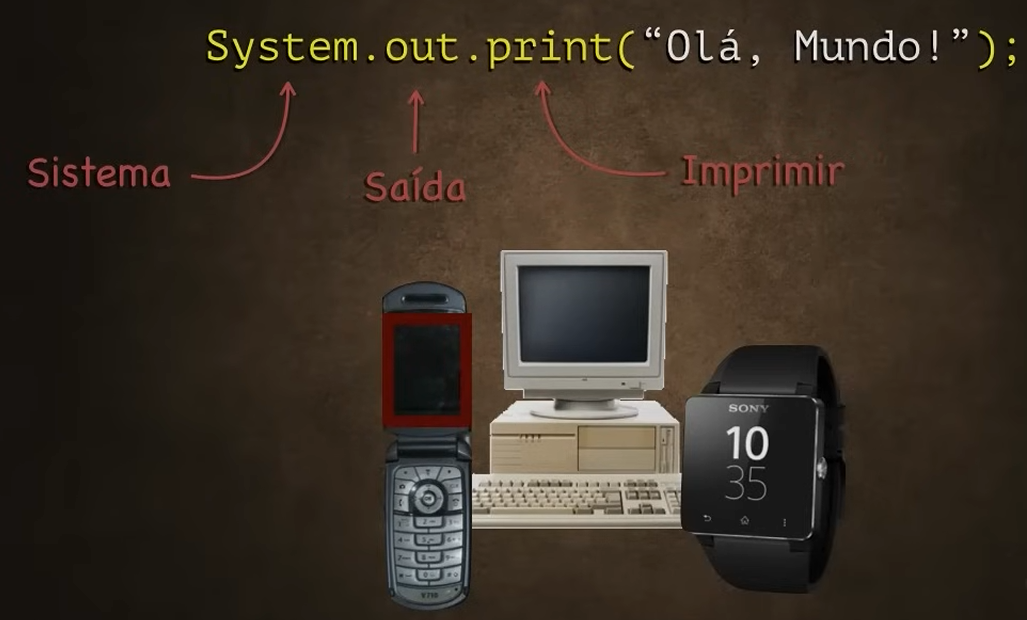 System.out.print(“Olá, Mundo!”);
Sistema
Saída
Imprimir
SONY
10
35